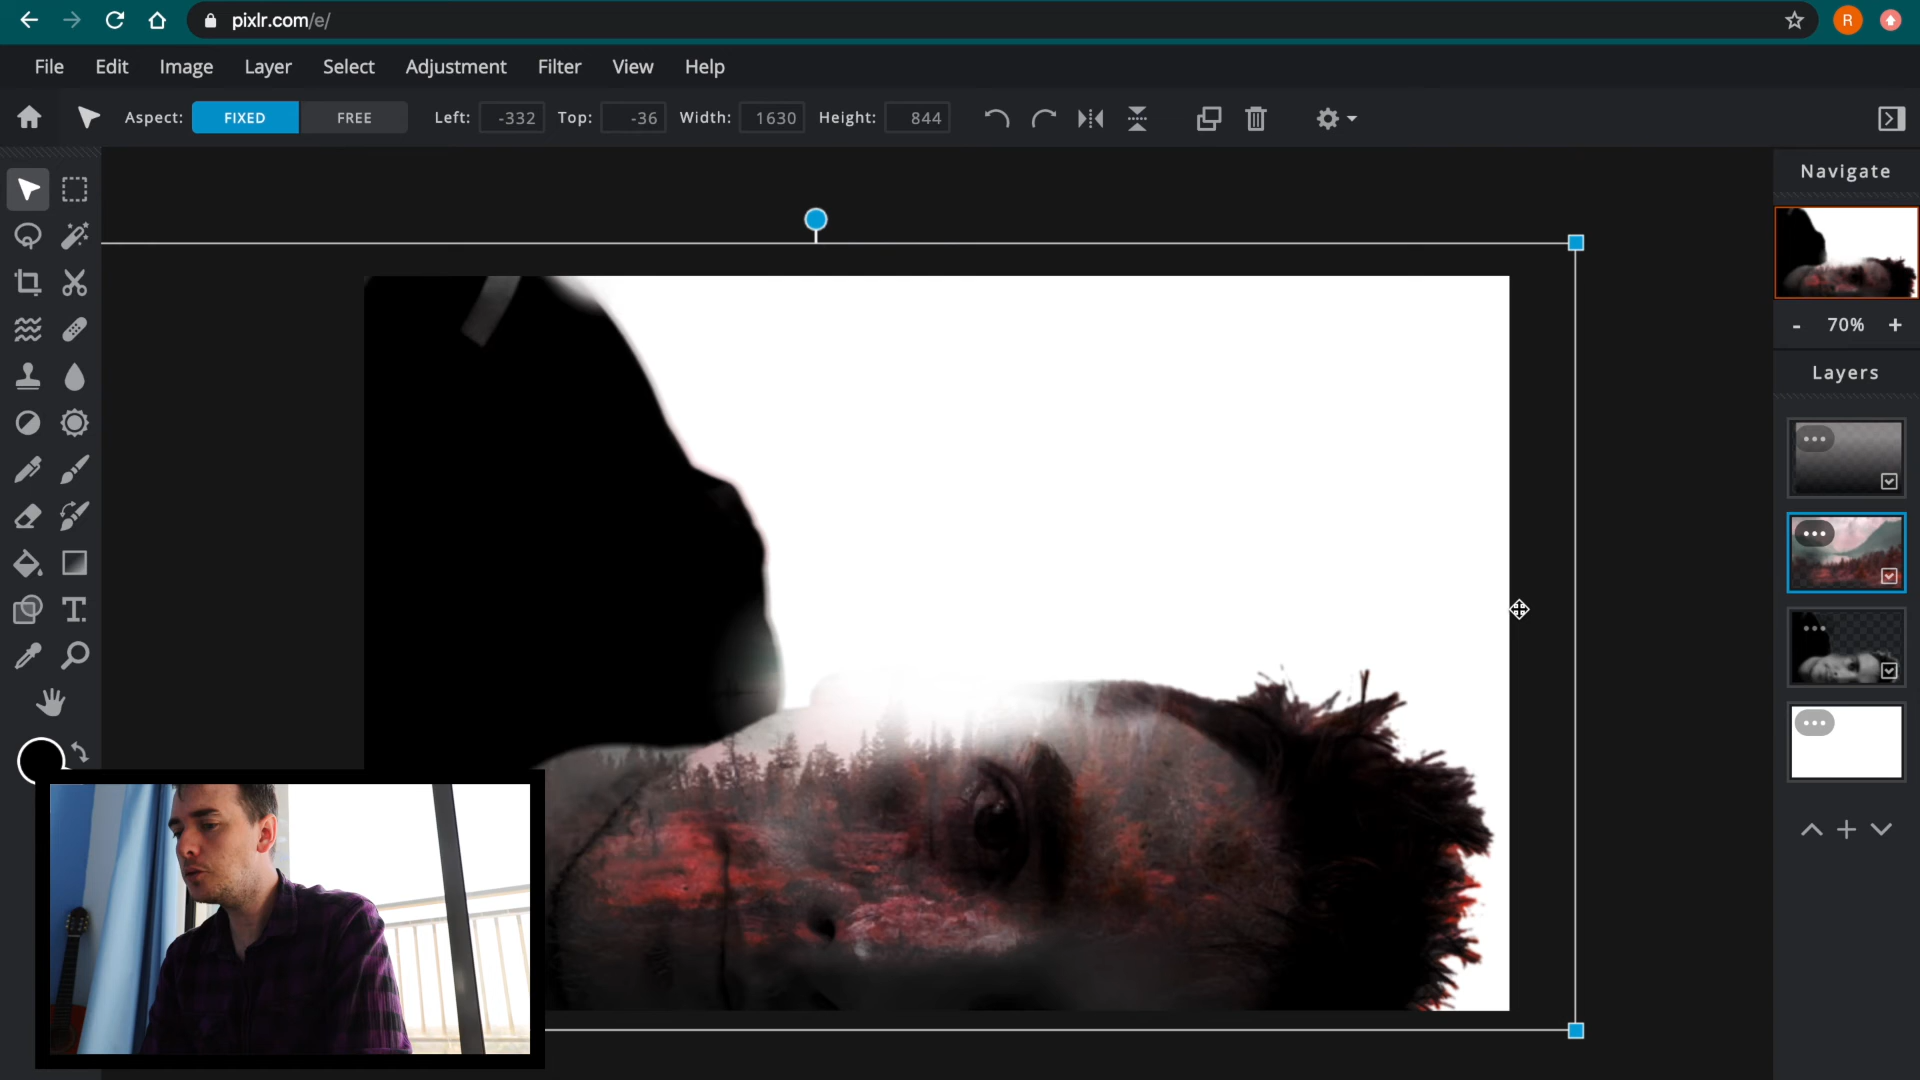 pixlr.com/e/
R
File Edit Image Layer Select Adjustment Filter View Help
Aspect: FIXED FREE Left: -332 Top: -36 Width: 1630 Height: 844
Navigate
- 70% +
Layers
T